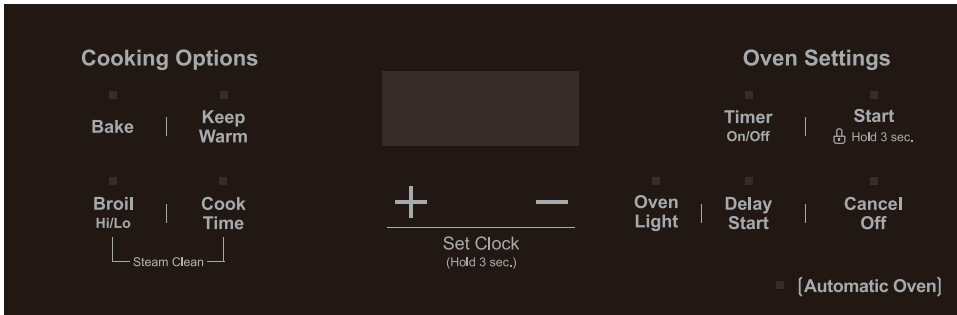 Cooking Options
Oven Settings
Bake
Keep
Warm
Timer
On/Off
Start
Hold 3 sec.
Broil
Hi/Lo
Cook
Time
+
−
Oven
Light
Delay
Start
Cancel
Off
Steam Clean
Set Clock
(Hold 3 sec.)
[Automatic Oven]